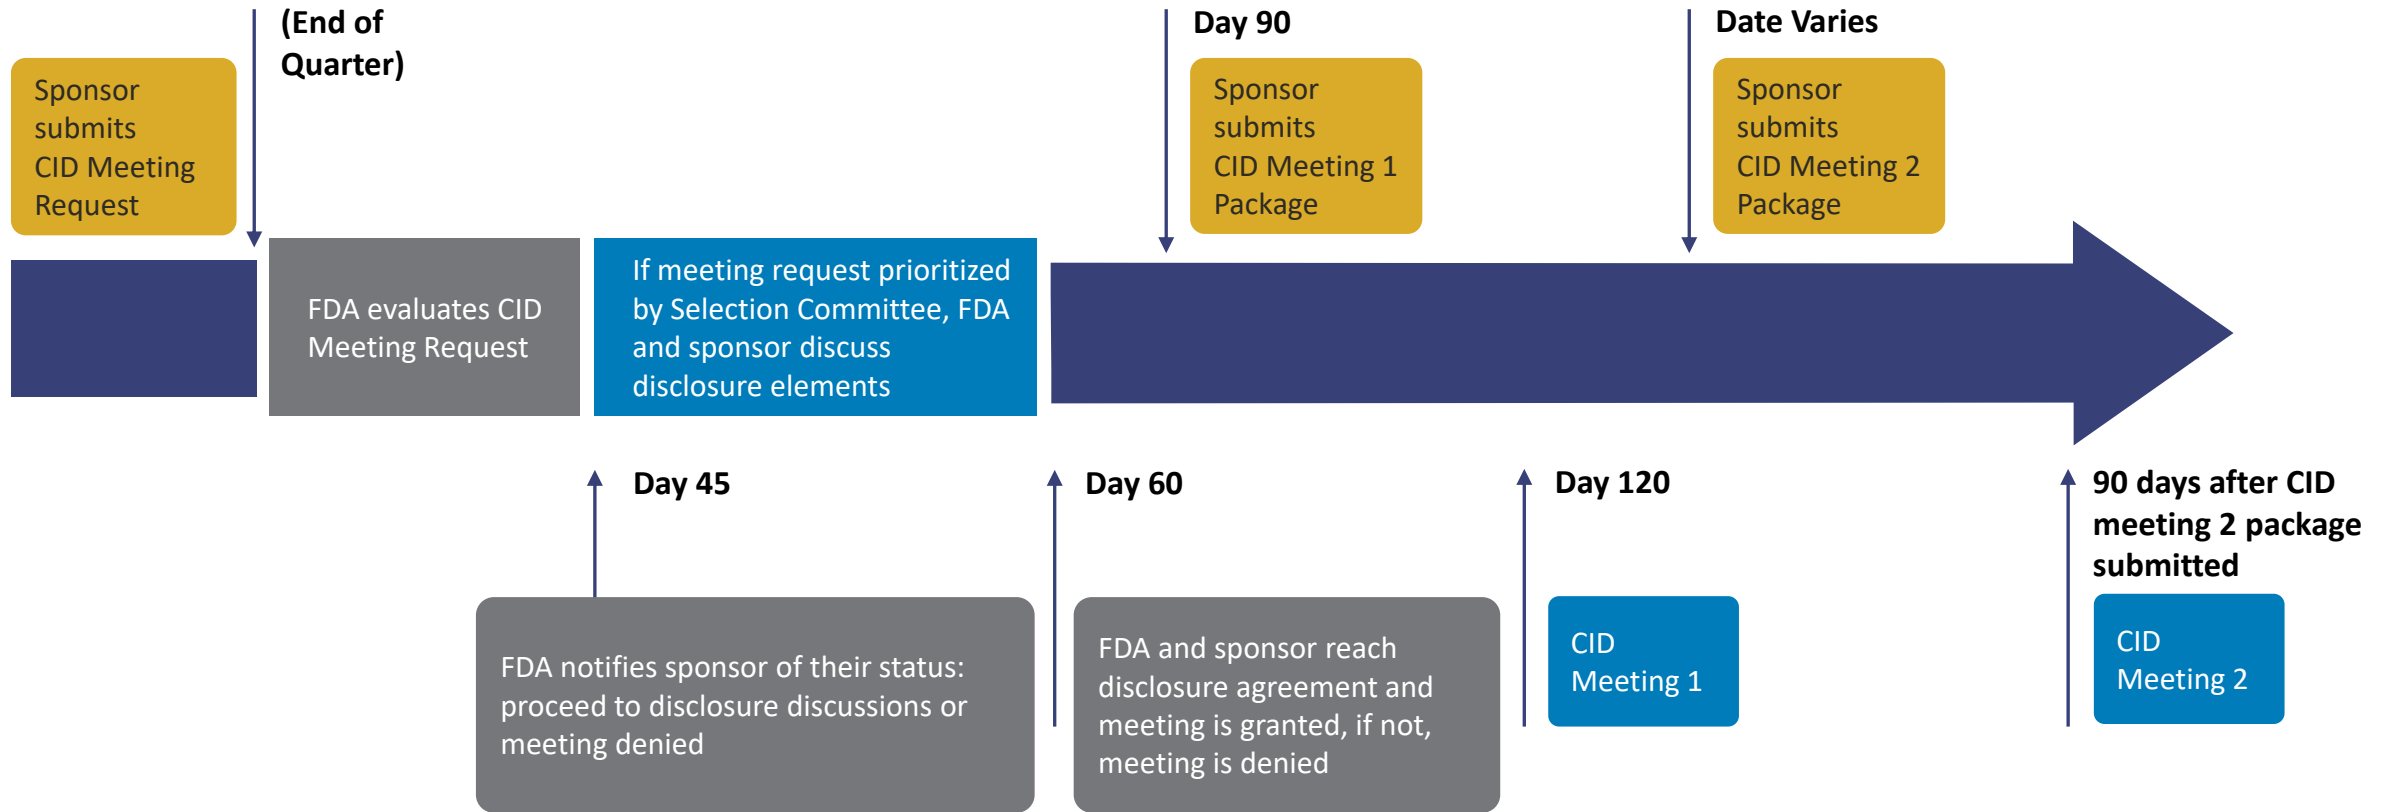 (End of
Quarter)
Day 90
Date Varies
Sponsor
submits
CID Meeting
Request
Sponsor
submits
CID Meeting 1
Package
Sponsor
submits
CID Meeting 2
Package
FDA evaluates CID
Meeting Request
If meeting request prioritized
by Selection Committee, FDA
and sponsor discuss
disclosure elements
Day 45
Day 60
Day 120
90 days after CID
meeting 2 package
submitted
FDA notifies sponsor of their status:
proceed to disclosure discussions or
meeting denied
FDA and sponsor reach
disclosure agreement and
meeting is granted, if not,
meeting is denied
CID
Meeting 1
CID
Meeting 2